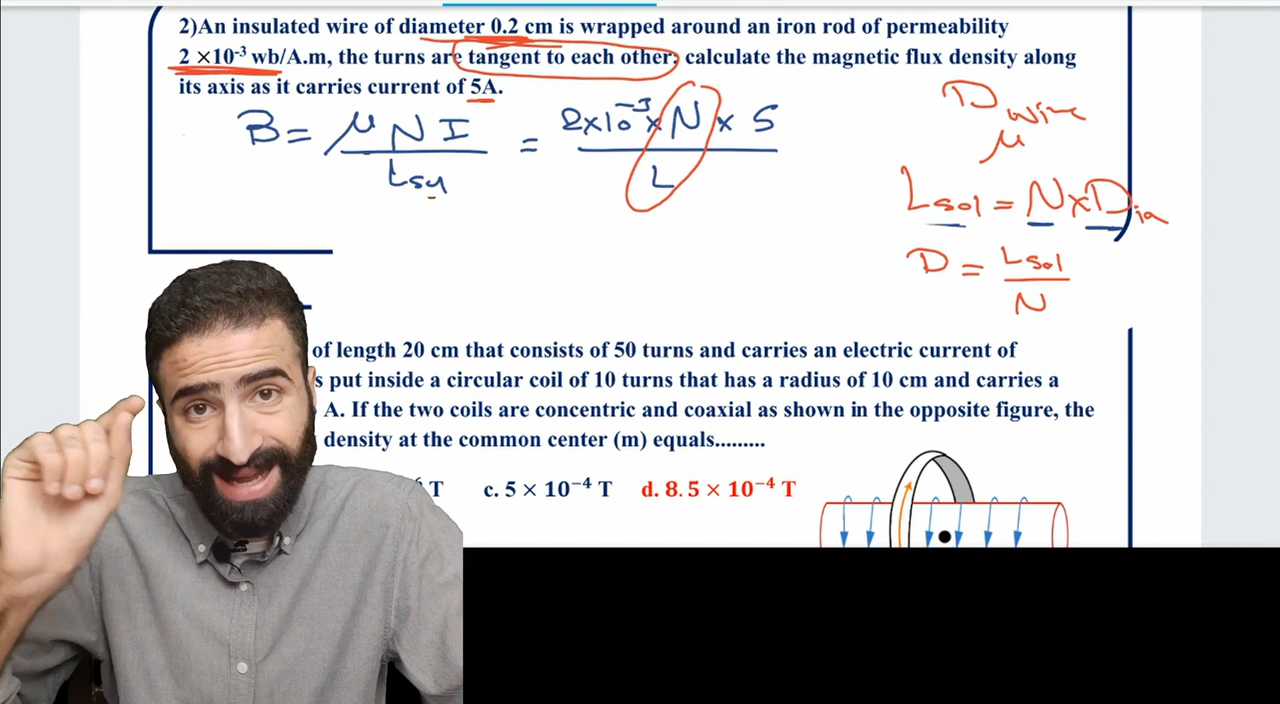 2)An insulated wire of diameter 0.2 cm is wrapped around an iron rod of permeability
2 ×10⁻³ wb/A.m, the turns are tangent to each other, calculate the magnetic flux density along
its axis as it carries current of 5A.
B = μ N I / L = 2×10⁻³ × N × 5 / L
D wire
μ
L sol = N × Dia
D = L sol / N
of length 20 cm that consists of 50 turns and carries an electric current of
s put inside a circular coil of 10 turns that has a radius of 10 cm and carries a
A. If the two coils are concentric and coaxial as shown in the opposite figure, the
density at the common center (m) equals.........
T c. 5 × 10⁻⁴ T d. 8.5 × 10⁻⁴ T